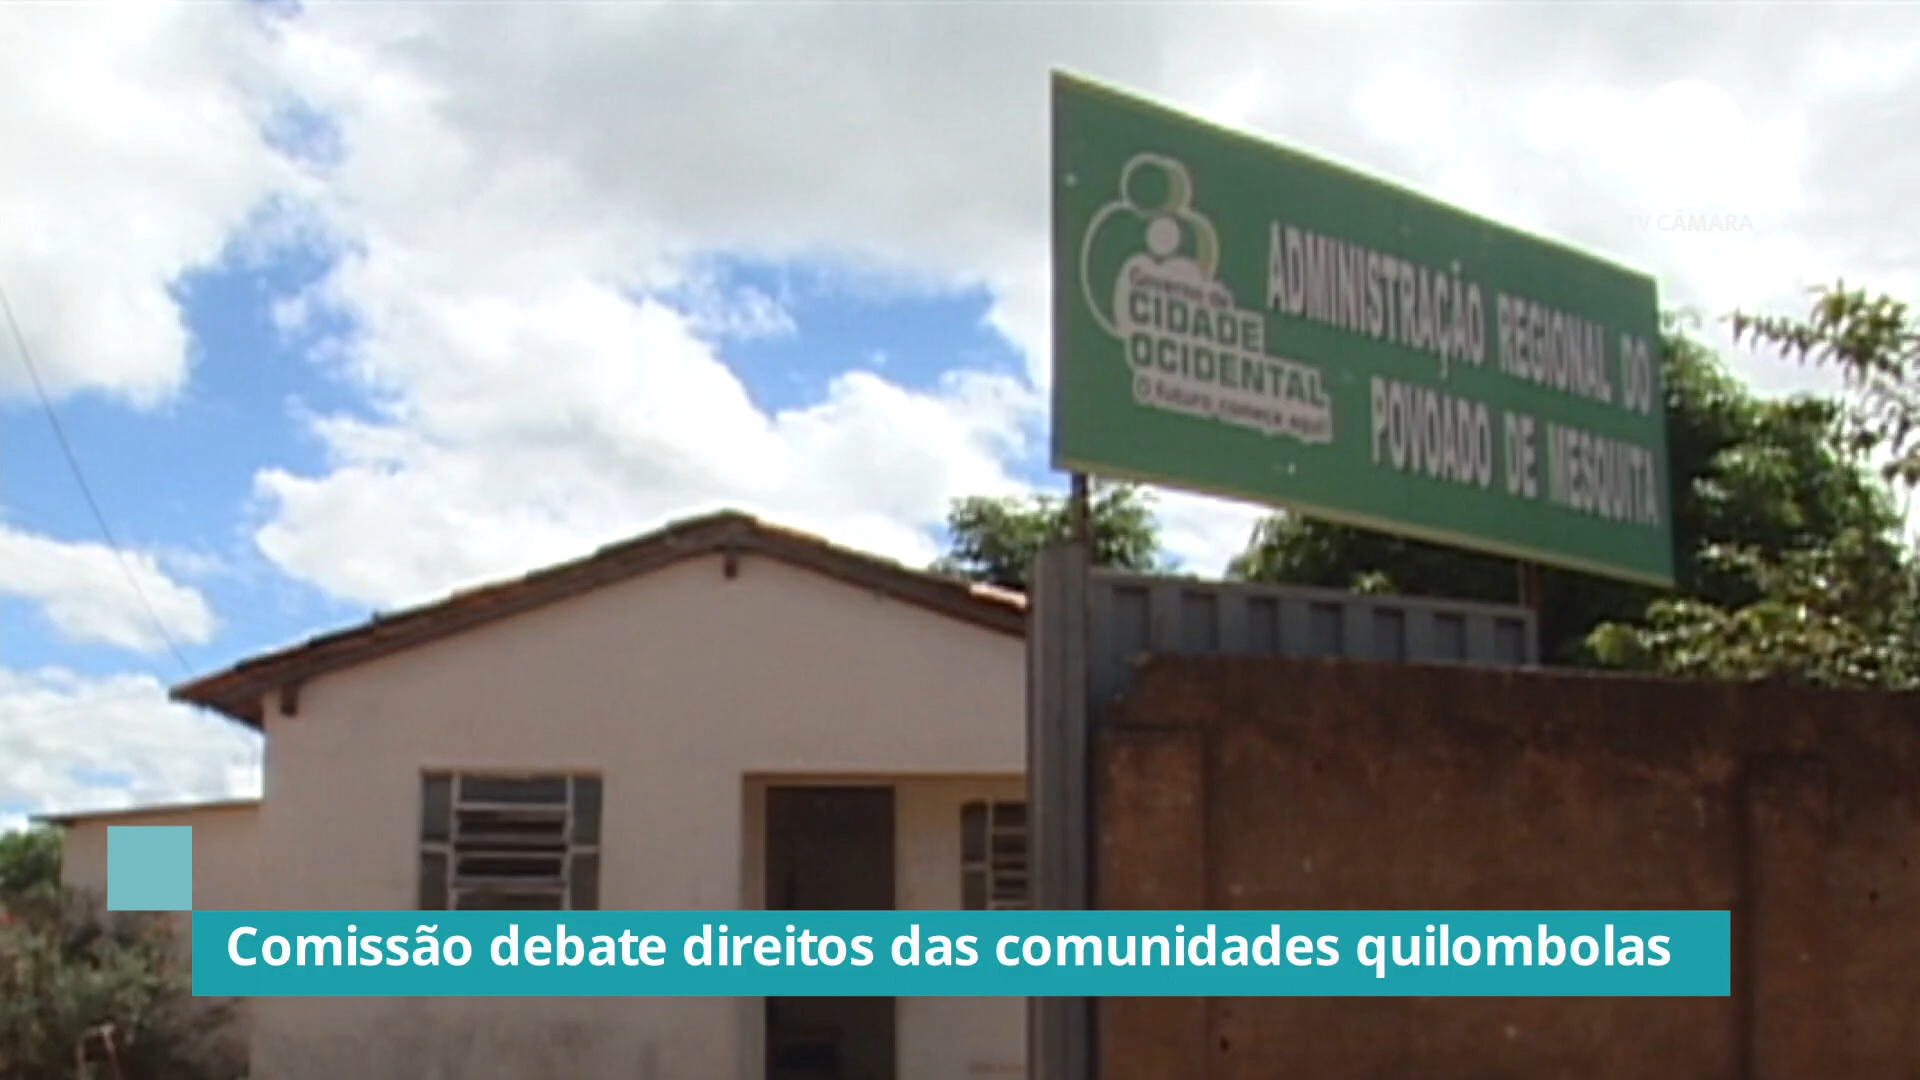 TV CÂMARA
Governo de
CIDADE
OCIDENTAL
O futuro começa aqui!
ADMINISTRAÇÃO REGIONAL DO
POVOADO DE MESQUITA
Comissão debate direitos das comunidades quilombolas